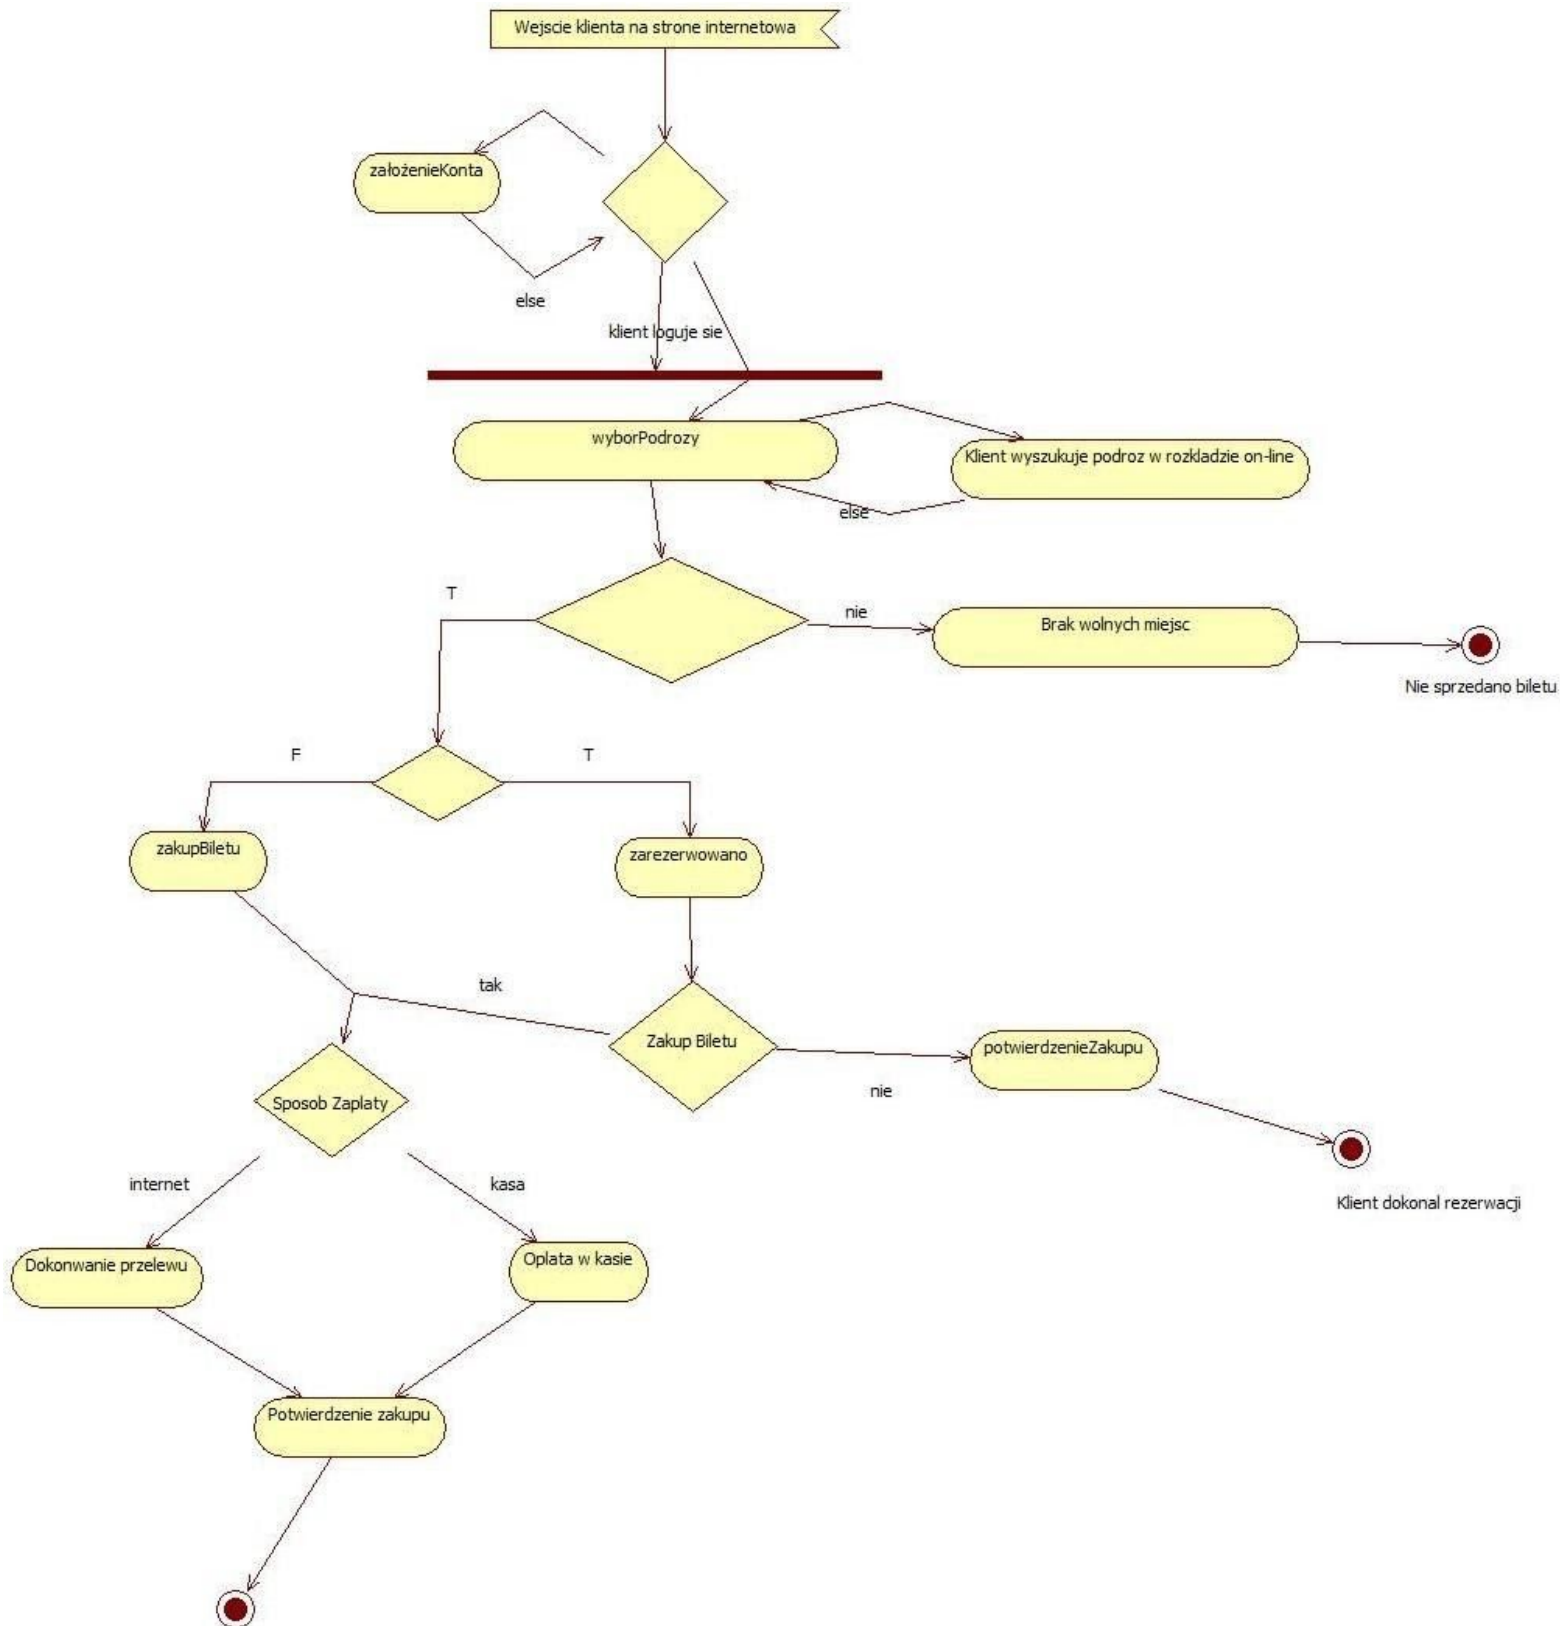 Wejscie klienta na strone internetowa
założenieKonta
else
klient loguje sie
wyborPodrozy
Klient wyszukuje podroz w rozkladzie on-line
else
T
nie
Brak wolnych miejsc
Nie sprzedano biletu
F
T
zakupBiletu
zarezerwowano
tak
Zakup Biletu
nie
potwierdzenieZakupu
Klient dokonal rezerwacji
Sposob Zaplaty
internet
kasa
Dokonwanie przelewu
Oplata w kasie
Potwierdzenie zakupu